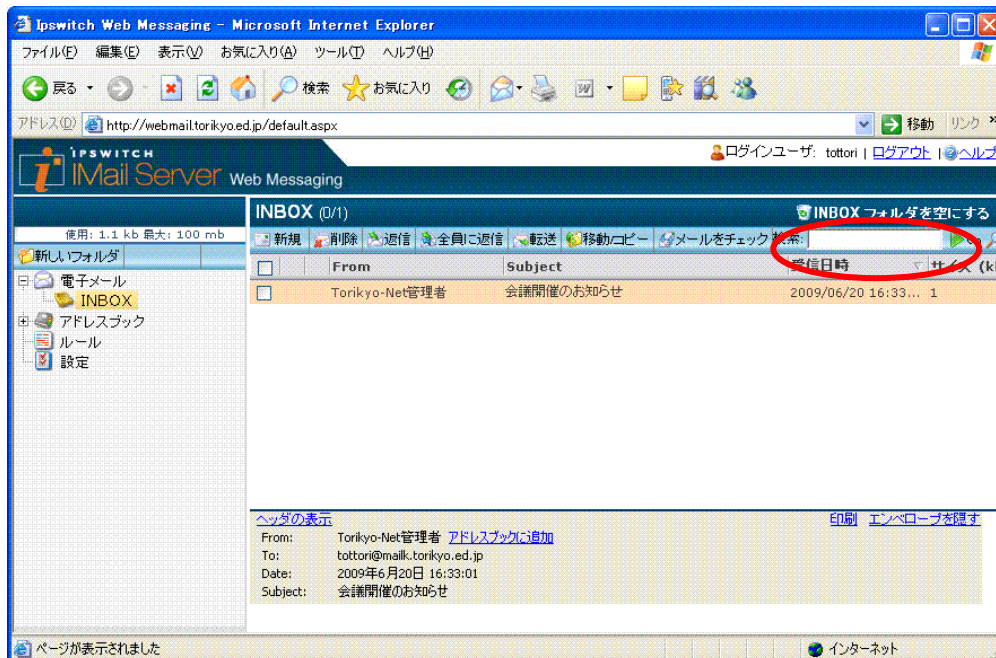 Ipswitch Web Messaging - Microsoft Internet Explorer
ファイル(F) 編集(E) 表示(V) お気に入り(A) ツール(T) ヘルプ(H)
戻る 検索 お気に入り
アドレス(D) http://webmail.torikyo.ed.jp/default.aspx 移動 リンク »
IPSWITCH
IMail Server Web Messaging
ログインユーザ: tottori | ログアウト | ヘルプ
INBOX (0/1) INBOX フォルダを空にする
使用: 1.1 kb 最大: 100 mb
新規 削除 返信 全員に返信 転送 移動/コピー メールをチェック 検索:
新しいフォルダ
From Subject 受信日時 サイズ
Torikyo-Net管理者 会議開催のお知らせ 2009/06/20 16:33... 1
電子メール
INBOX
アドレスブック
ルール
設定
ヘッダの表示 印刷 エンベロープを隠す
From: Torikyo-Net管理者 アドレスブックに追加
To: tottori@mailk.torikyo.ed.jp
Date: 2009年6月20日 16:33:01
Subject: 会議開催のお知らせ
ページが表示されました インターネット